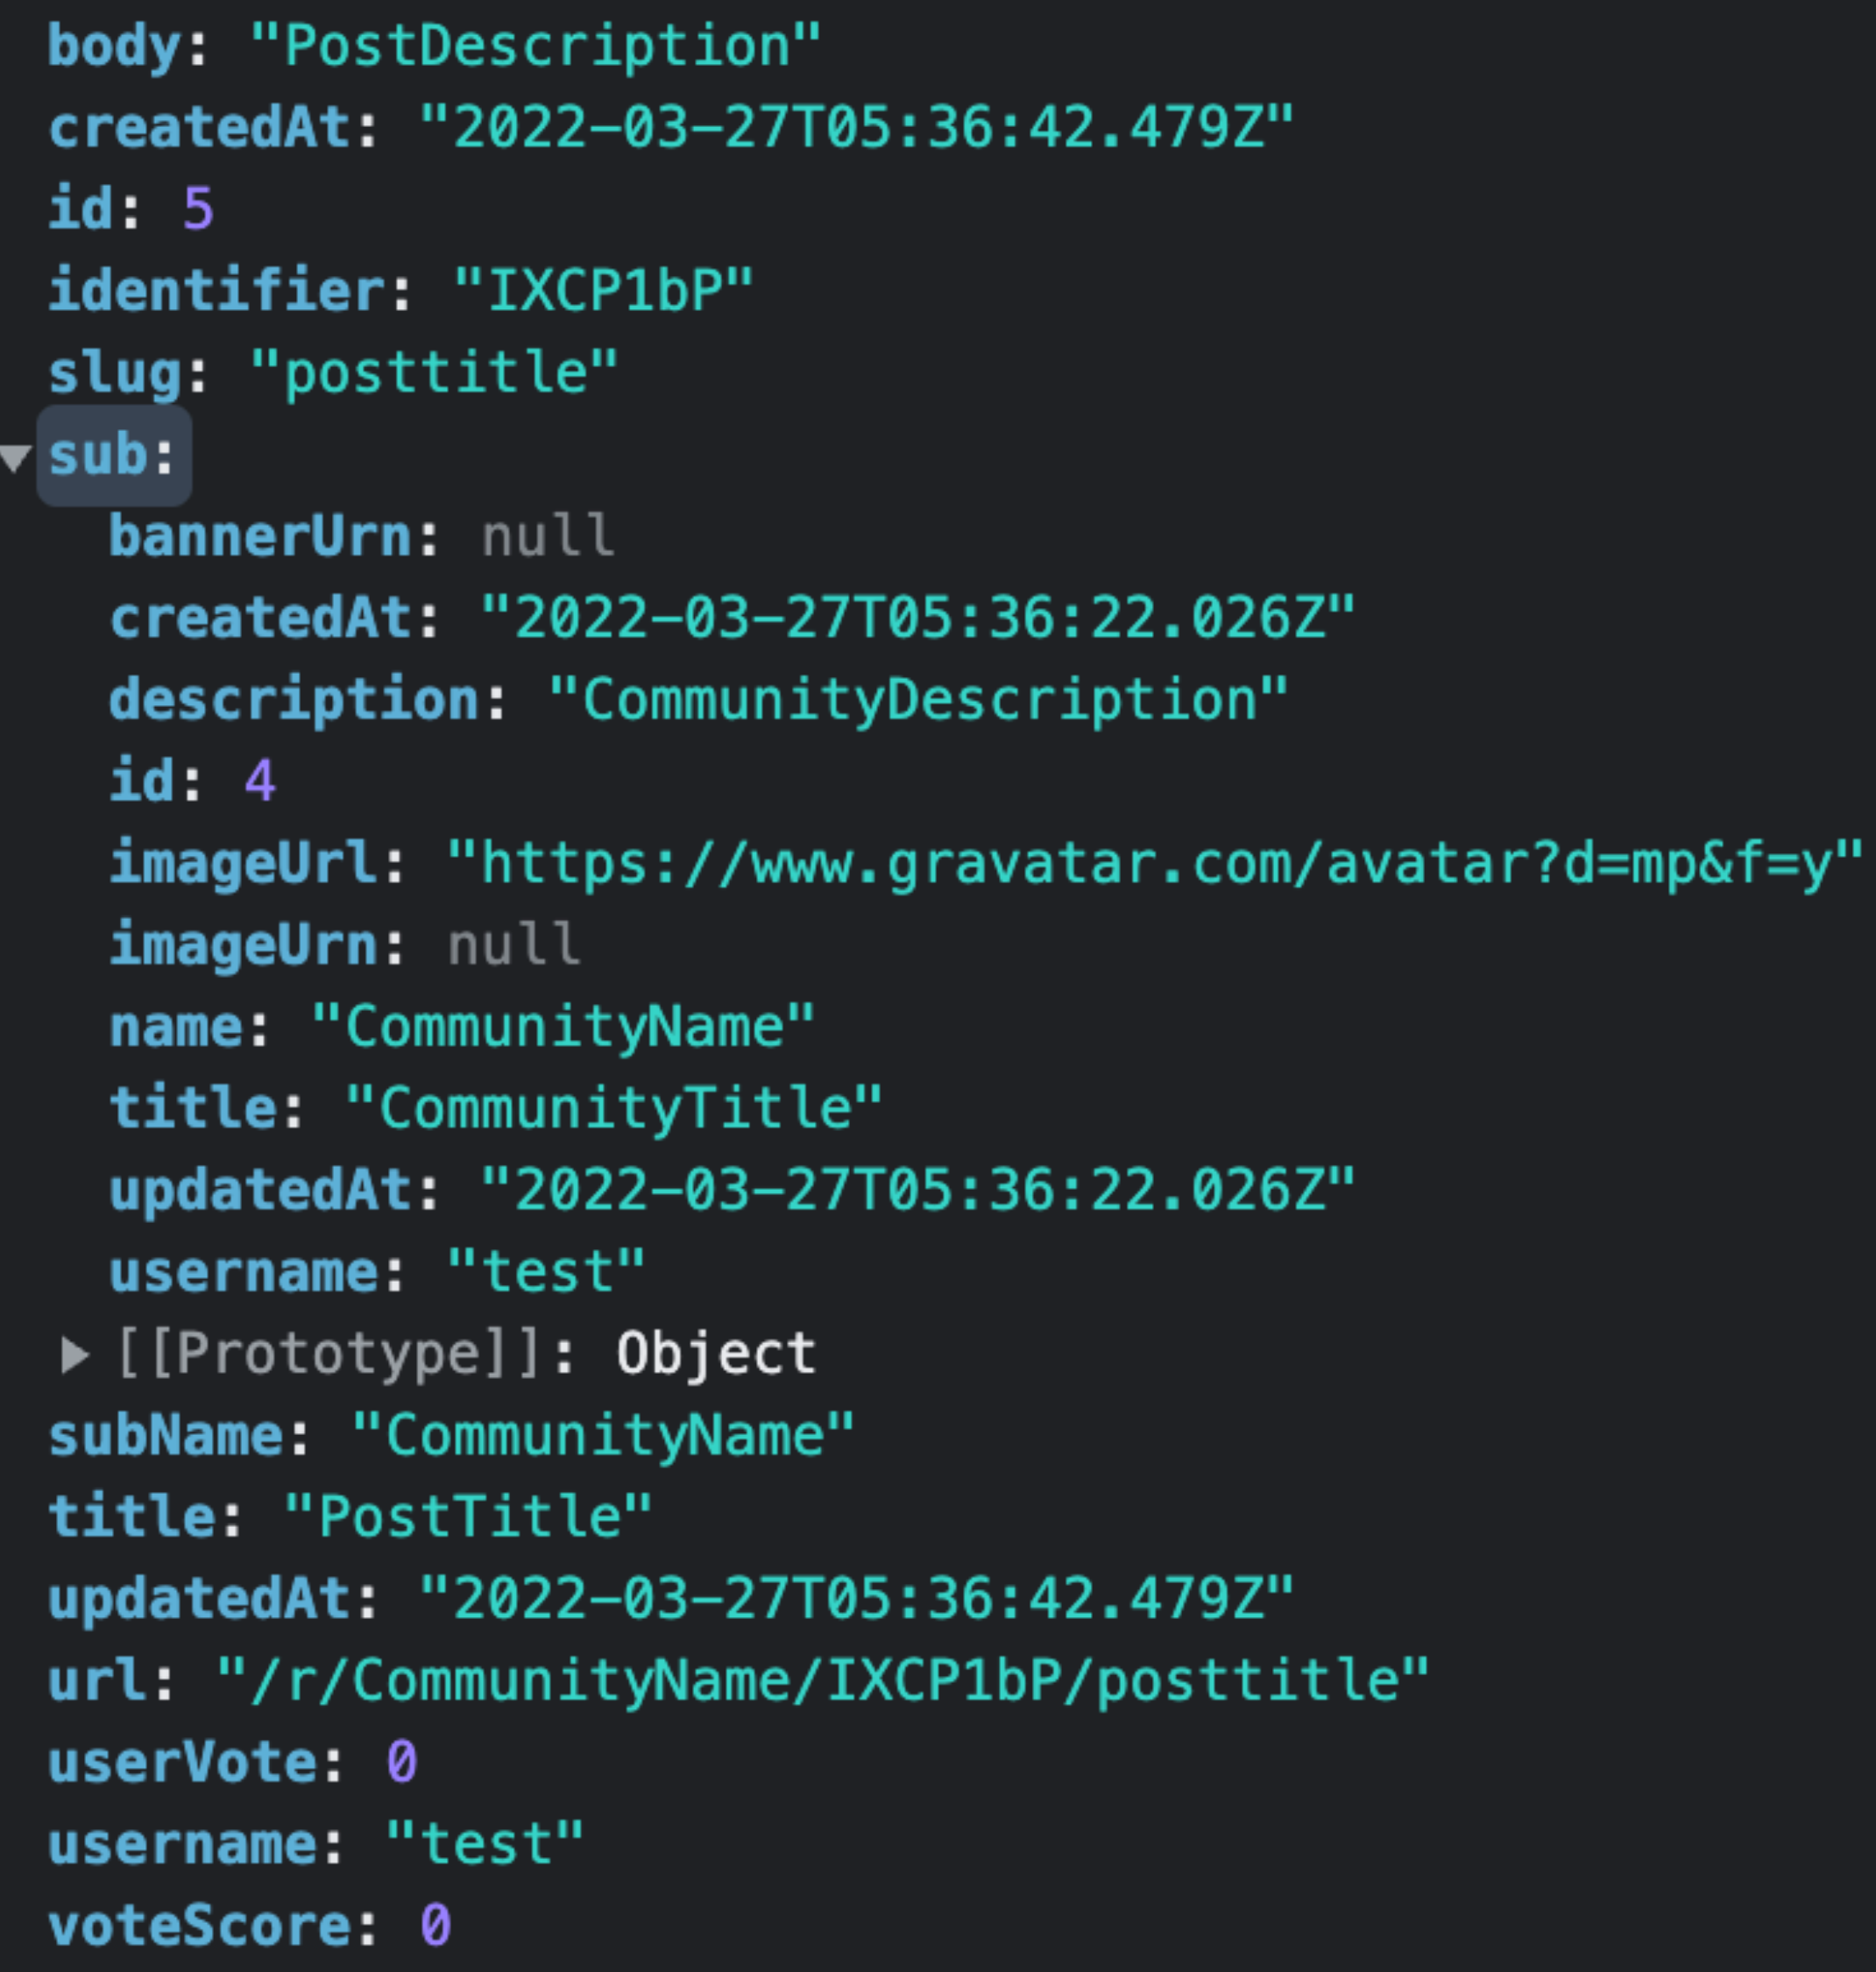 body: "PostDescription"
createdAt: "2022-03-27T05:36:42.479Z"
id: 5
identifier: "IXCP1bP"
slug: "posttitle"
sub:
bannerUrn: null
createdAt: "2022-03-27T05:36:22.026Z"
description: "CommunityDescription"
id: 4
imageUrl: "https://www.gravatar.com/avatar?d=mp&f=y"
imageUrn: null
name: "CommunityName"
title: "CommunityTitle"
updatedAt: "2022-03-27T05:36:22.026Z"
username: "test"
[[Prototype]]: Object
subName: "CommunityName"
title: "PostTitle"
updatedAt: "2022-03-27T05:36:42.479Z"
url: "/r/CommunityName/IXCP1bP/posttitle"
userVote: 0
username: "test"
voteScore: 0